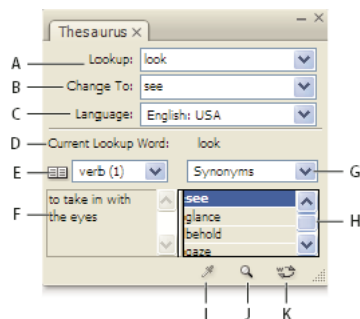 Thesaurus ×
A Lookup: look
B Change To: see
C Language: English: USA
D Current Lookup Word: look
E verb (1) Synonyms G
F to take in with
the eyes
see
glance
behold
gaze
H
I J K